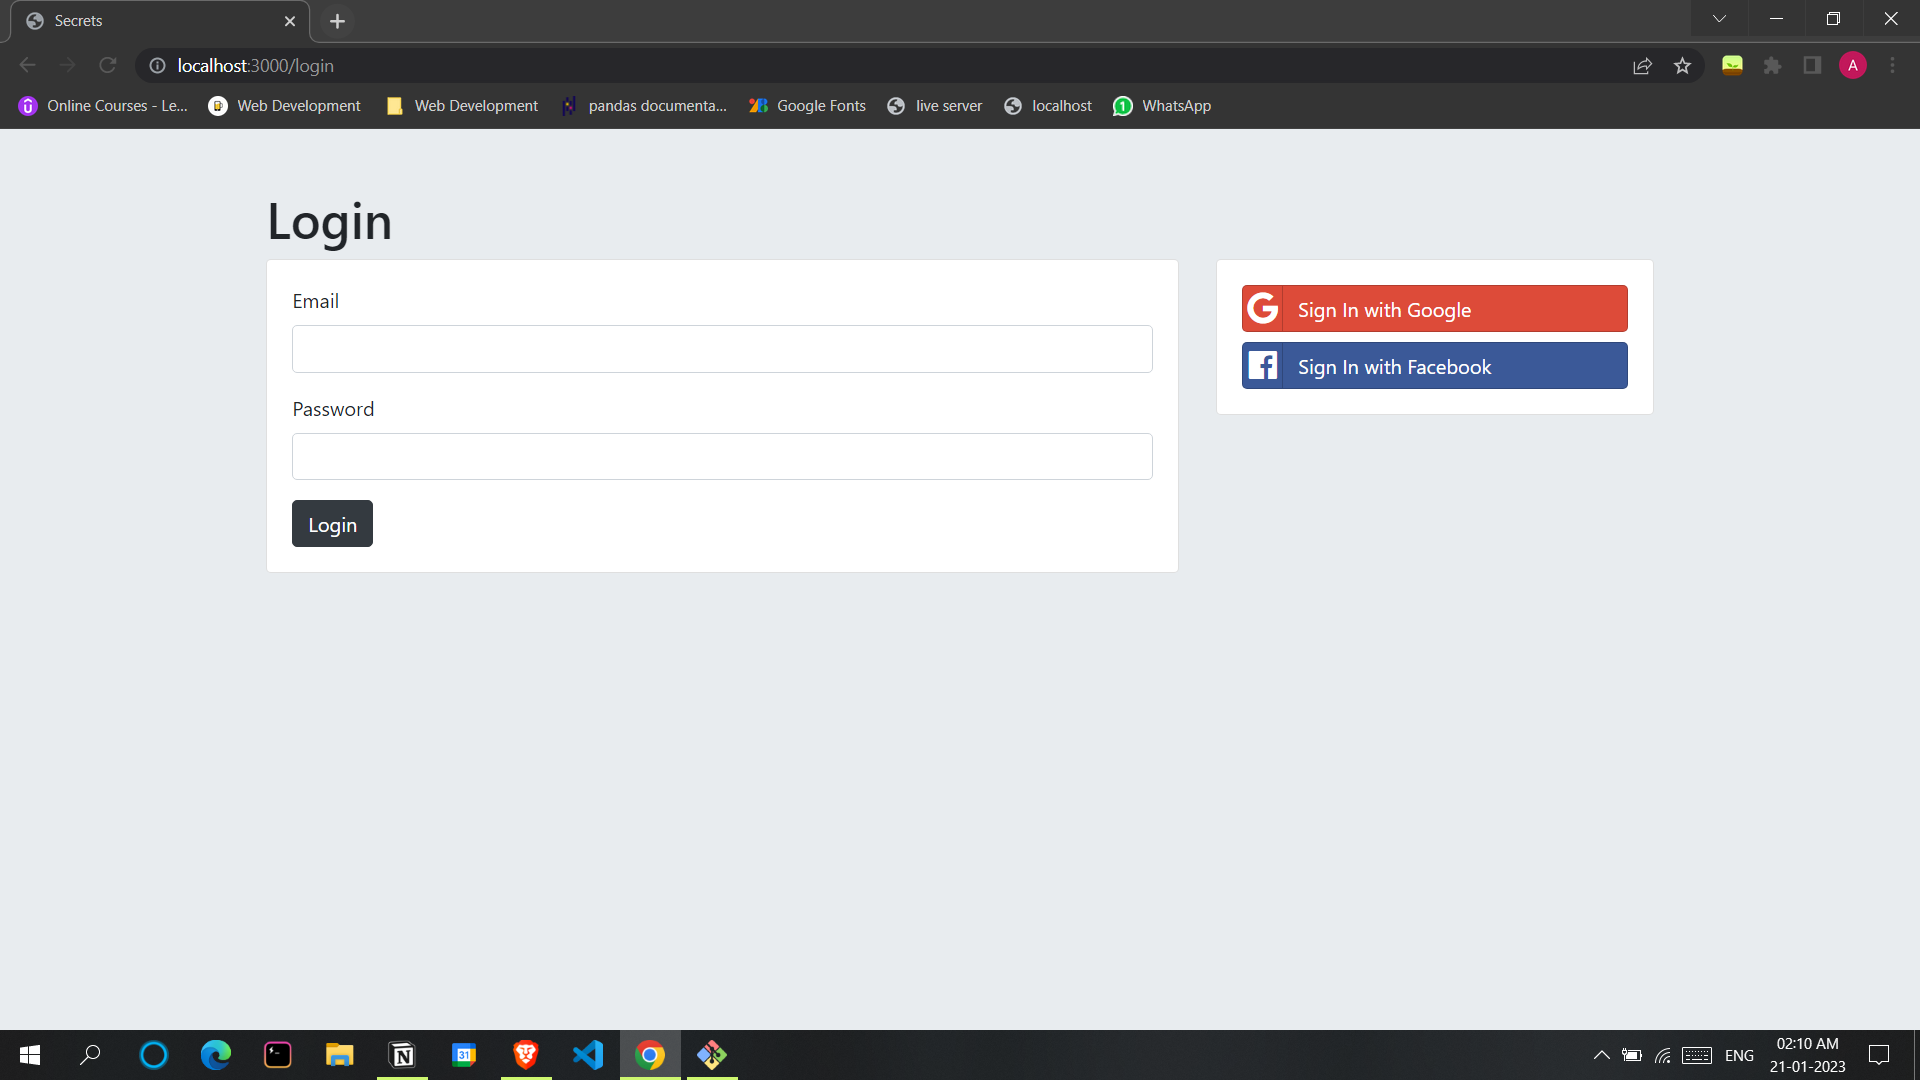 Secrets
localhost:3000/login
A
Online Courses - Le...
Web Development
Web Development
pandas documenta...
Google Fonts
live server
localhost
1
WhatsApp
Login
Email
Password
Login
G Sign In with Google
f Sign In with Facebook
N
31
ENG
02:10 AM
21-01-2023